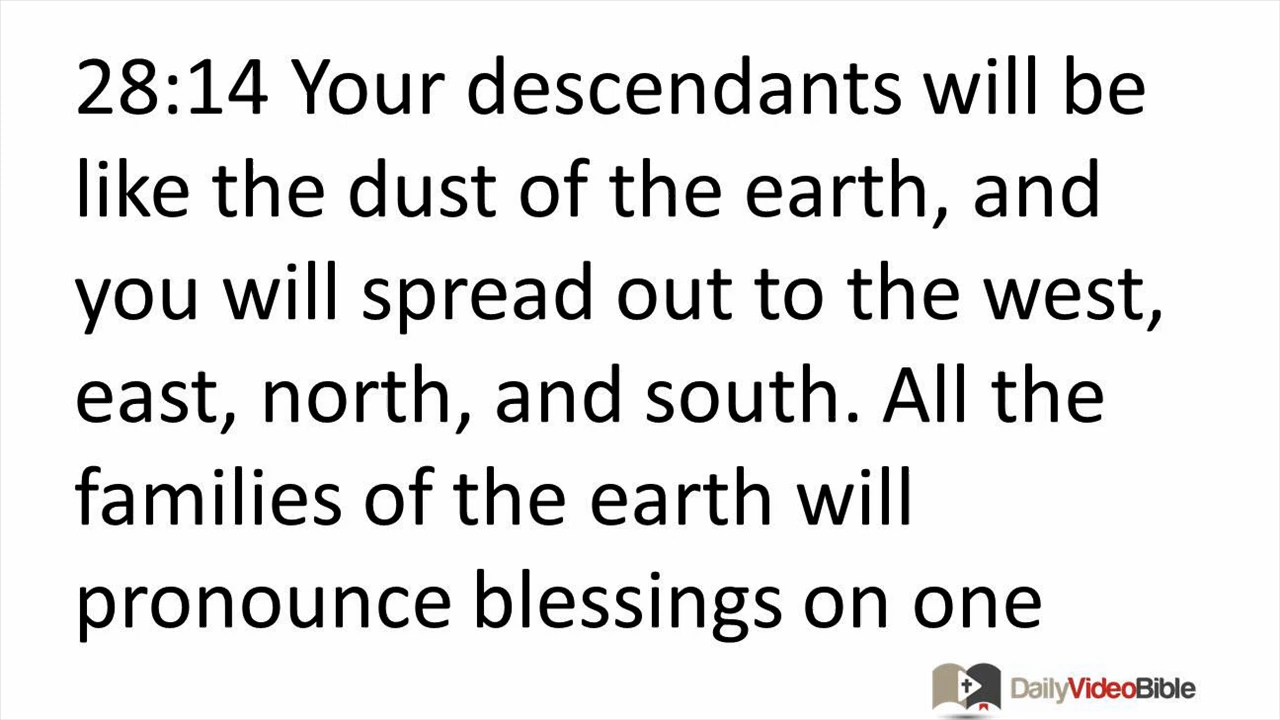 28:14 Your descendants will be
like the dust of the earth, and
you will spread out to the west,
east, north, and south. All the
families of the earth will
pronounce blessings on one
DailyVideoBible